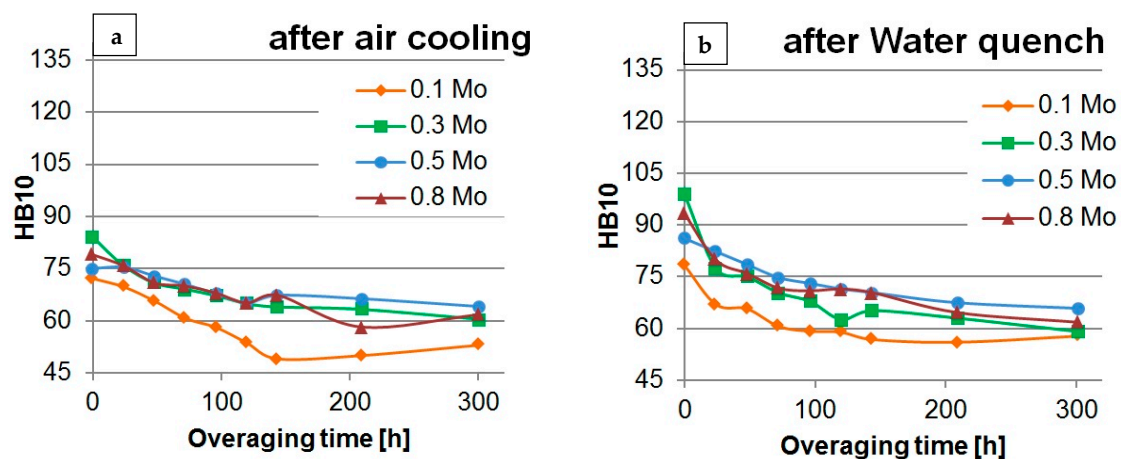 a
after air cooling
135
120
105
90
75
60
45
HB10
0.1 Mo
0.3 Mo
0.5 Mo
0.8 Mo
0 100 200 300
Overaging time [h]
b
after Water quench
135
120
105
90
75
60
45
HB10
0.1 Mo
0.3 Mo
0.5 Mo
0.8 Mo
0 100 200 300
Overaging time [h]